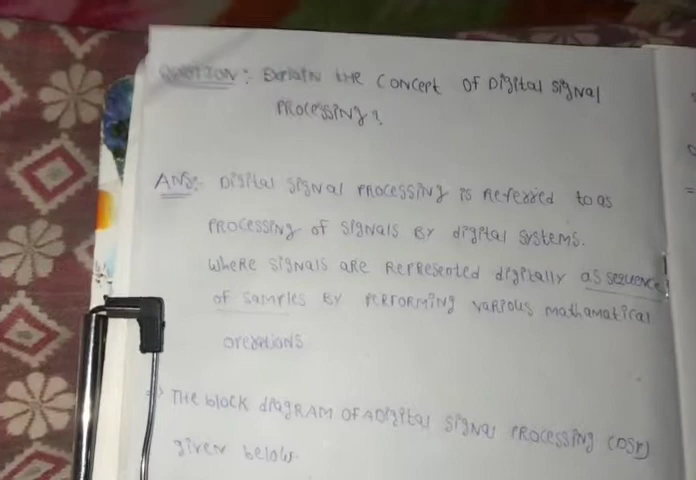 QUESTION: Explain the concept of Digital signal
Processing?
ANS:- Digital signal Processing is Referred to as
Processing of signals By digital systems.
Where signals are Represented digitally as sequence
of samples By Performing various mathamatical
operations
THE block diagram of a digital signal Processing (DSP)
given below.